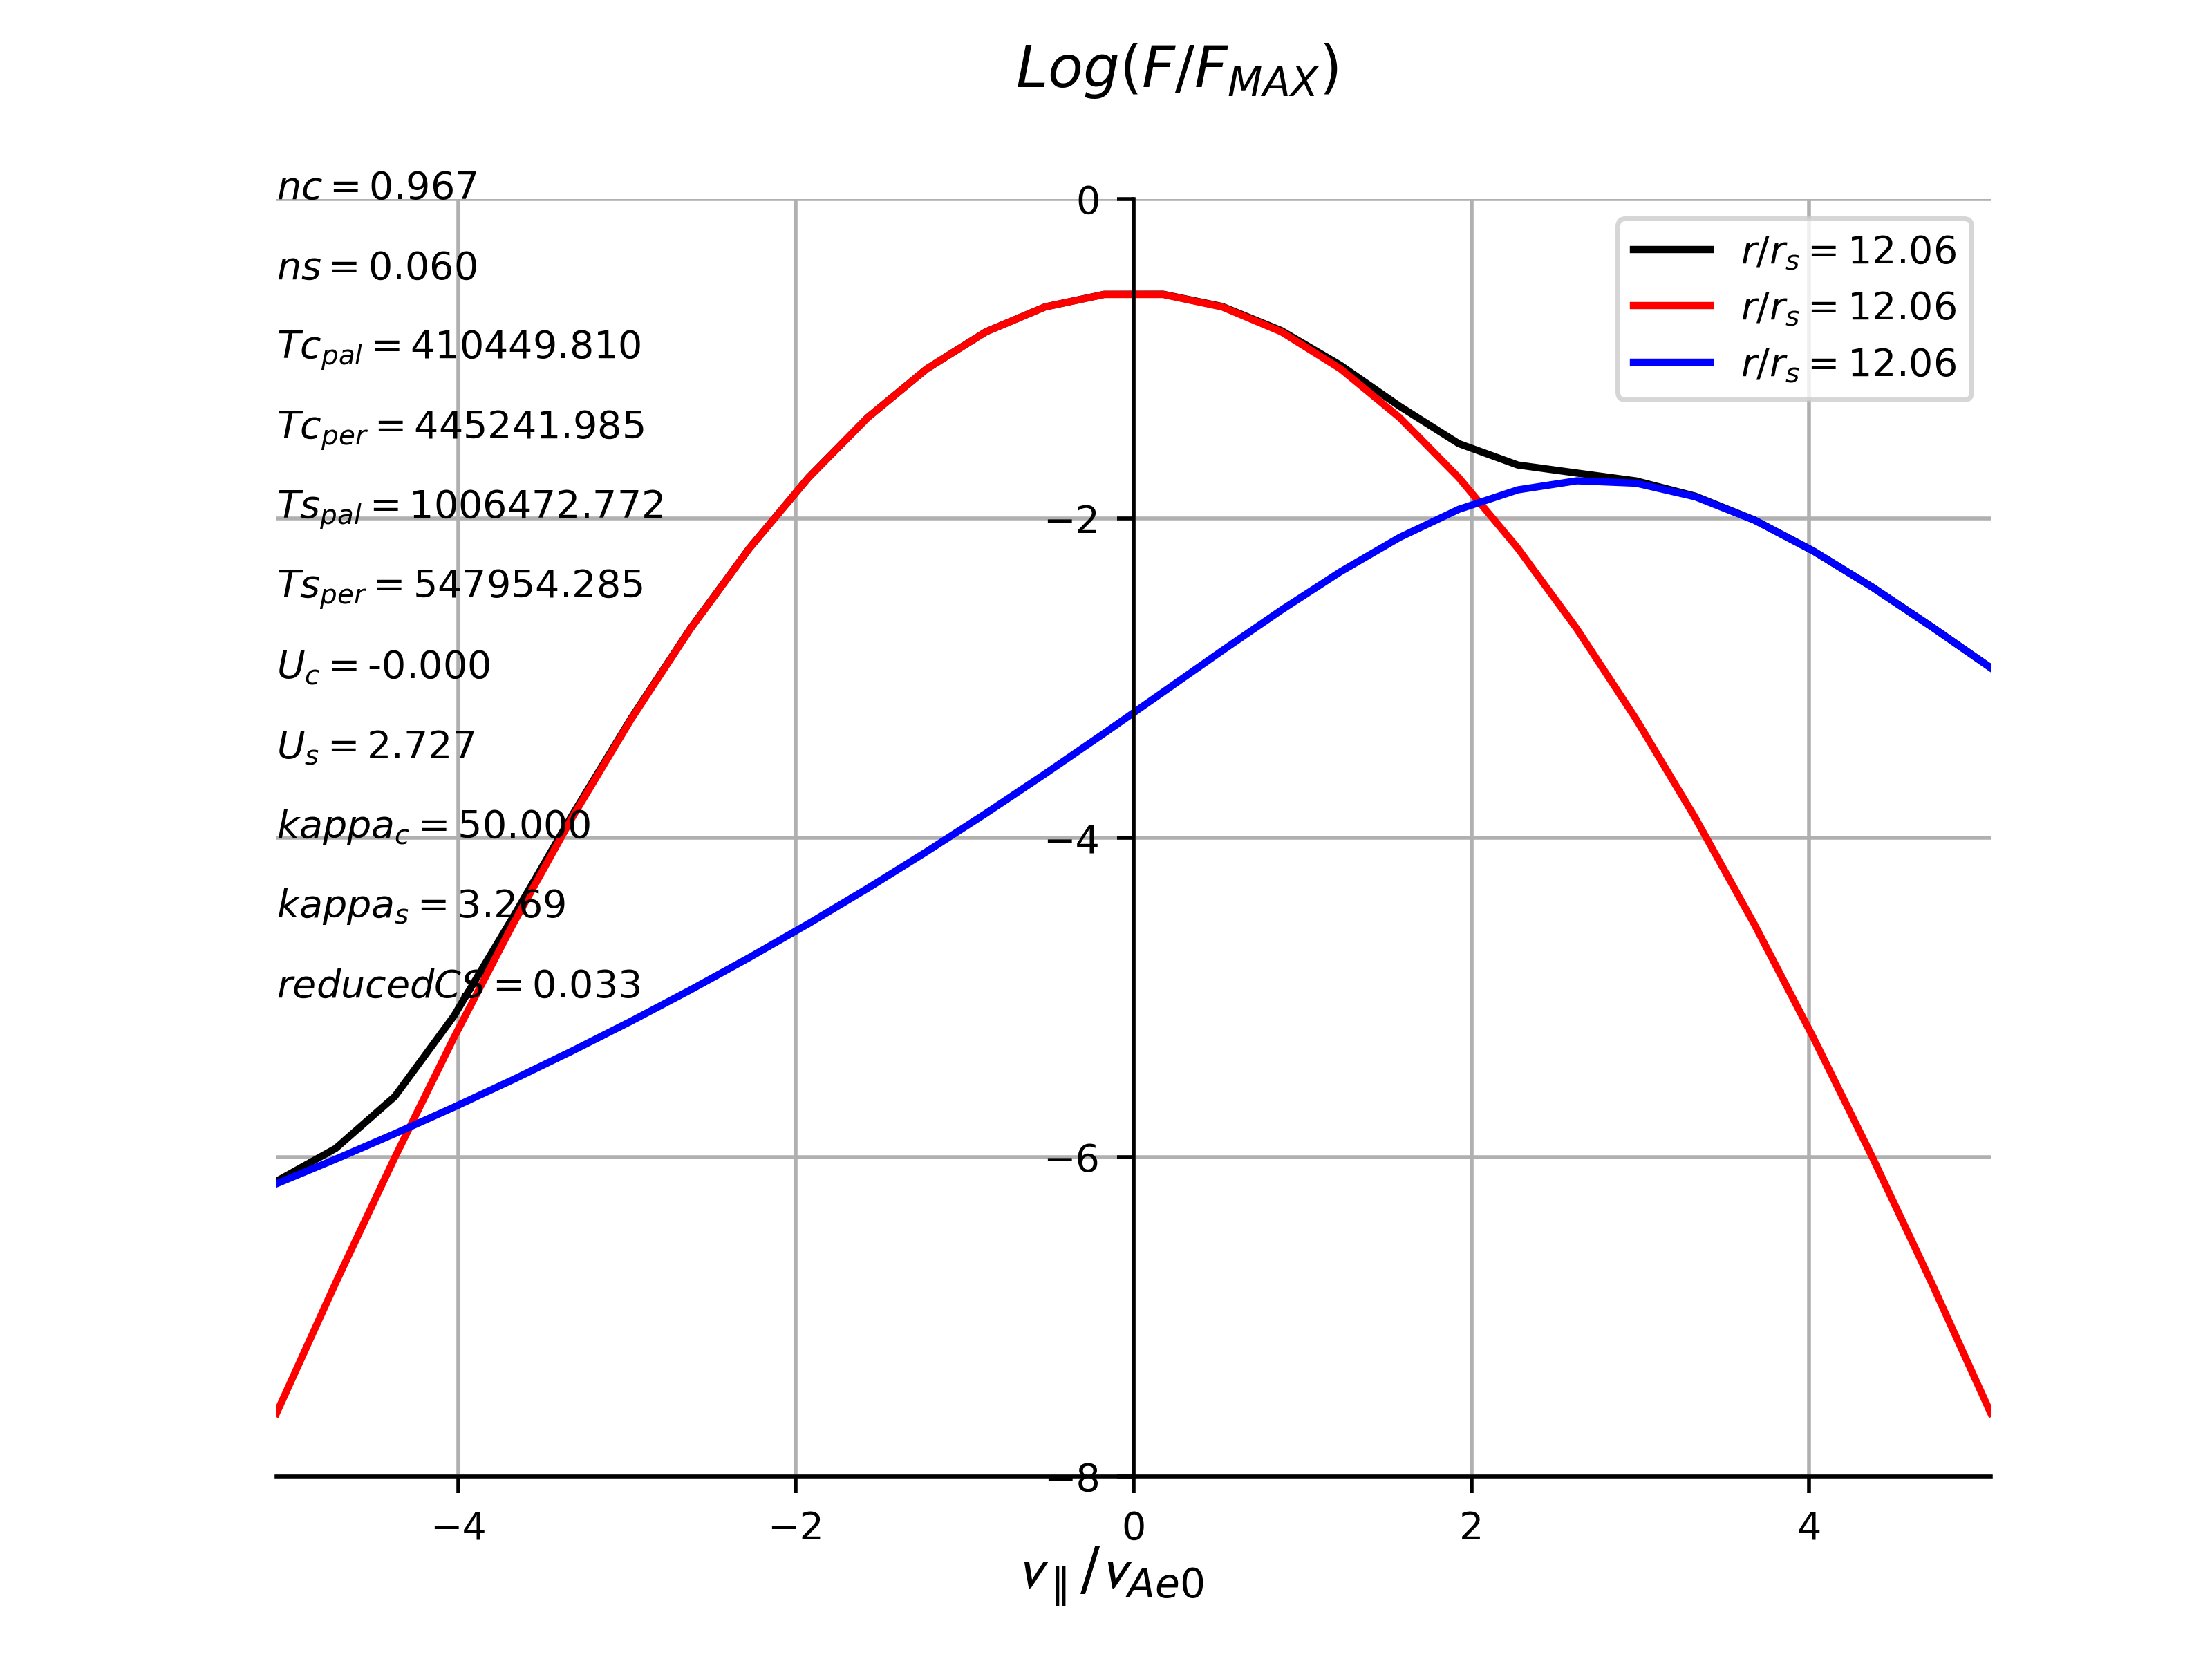 Log(F/F_MAX)
nc = 0.967
ns = 0.060
Tc_pal = 410449.810
Tc_per = 445241.985
Ts_pal = 1006472.772
Ts_per = 547954.285
U_c = -0.000
U_s = 2.727
kappa_c = 50.000
kappa_s = 3.269
reducedCS = 0.033
r/r_s = 12.06
r/r_s = 12.06
r/r_s = 12.06
0
−2
−4
−6
−8
−4 −2 0 2 4
v_∥/v_Ae0